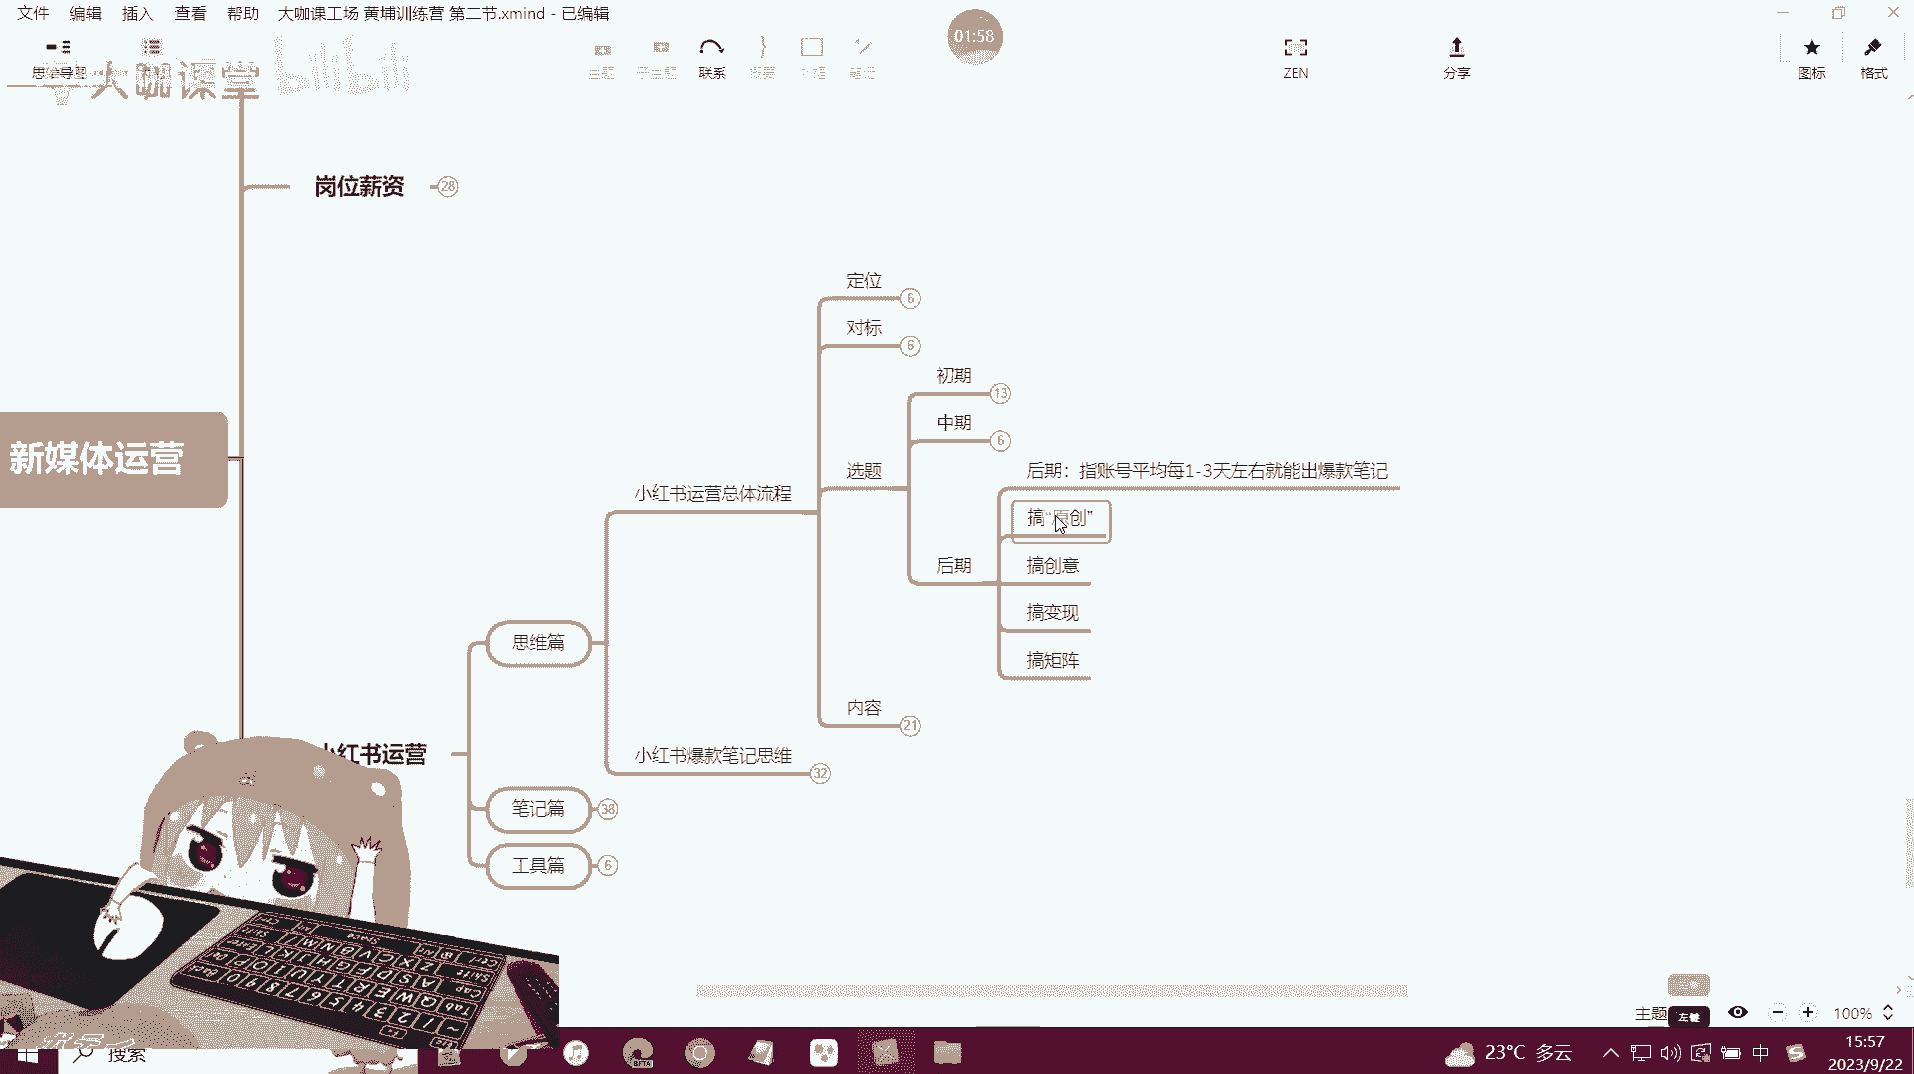 文件 编辑 插入 查看 帮助 大咖课工场 黄埔训练营 第二节.xmind - 已编辑
01:58
思维导图
联系
ZEN
分享
图标
格式
大咖课堂 bilibili
岗位薪资 28
定位 6
对标 6
初期 13
中期 6
新媒体运营
选题
后期：指账号平均每1-3天左右就能出爆款笔记
小红书运营总体流程
搞“原创”
后期
搞创意
搞变现
思维篇
搞矩阵
内容 21
小红书运营
小红书爆款笔记思维 32
笔记篇 38
工具篇 6
主题
左键
100%
搜索
BETA
23°C 多云
中
15:57
2023/9/22